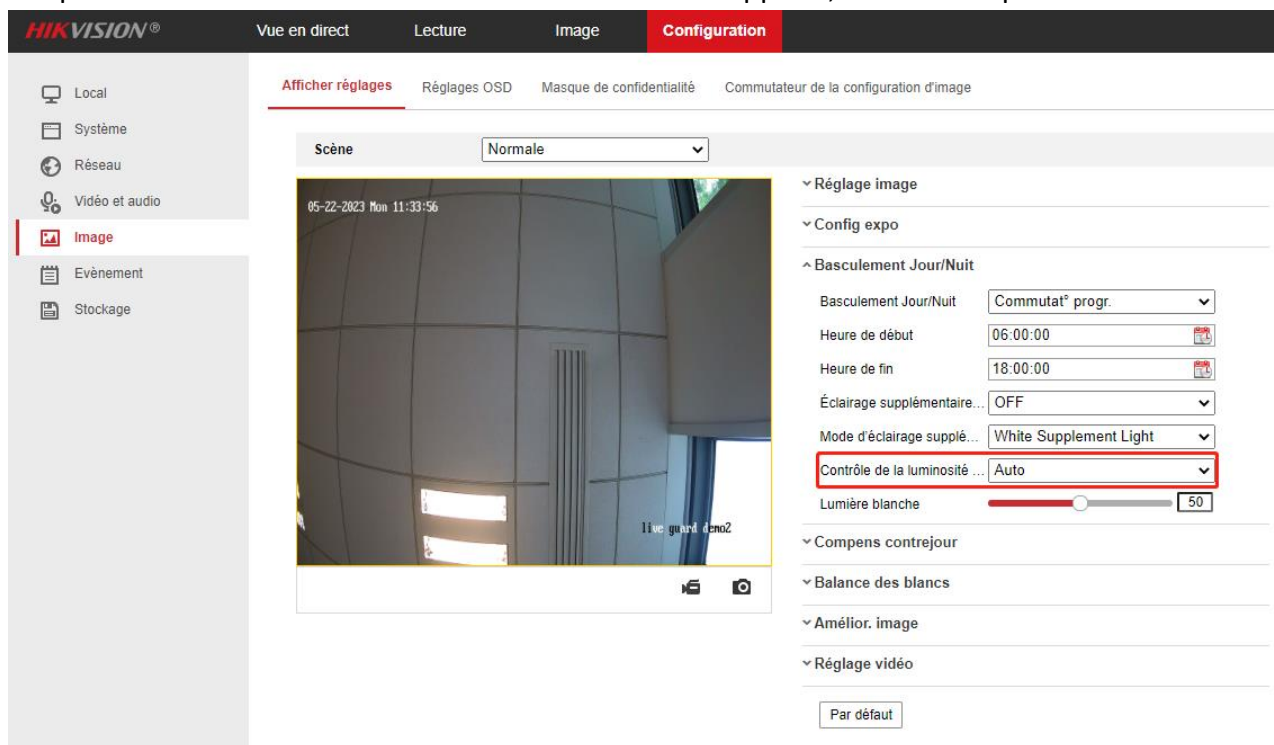 HIKVISION®
Vue en direct Lecture Image Configuration
Local
Système
Réseau
Vidéo et audio
Image
Evènement
Stockage
Afficher réglages Réglages OSD Masque de confidentialité Commutateur de la configuration d'image
Scène Normale
05-22-2023 Mon 11:33:56
live guard demo2
Réglage image
Config expo
Basculement Jour/Nuit
Basculement Jour/Nuit Commutat° progr.
Heure de début 06:00:00
Heure de fin 18:00:00
Éclairage supplémentaire... OFF
Mode d'éclairage supplé... White Supplement Light
Contrôle de la luminosité ... Auto
Lumière blanche 50
Compens contrejour
Balance des blancs
Amélior. image
Réglage vidéo
Par défaut